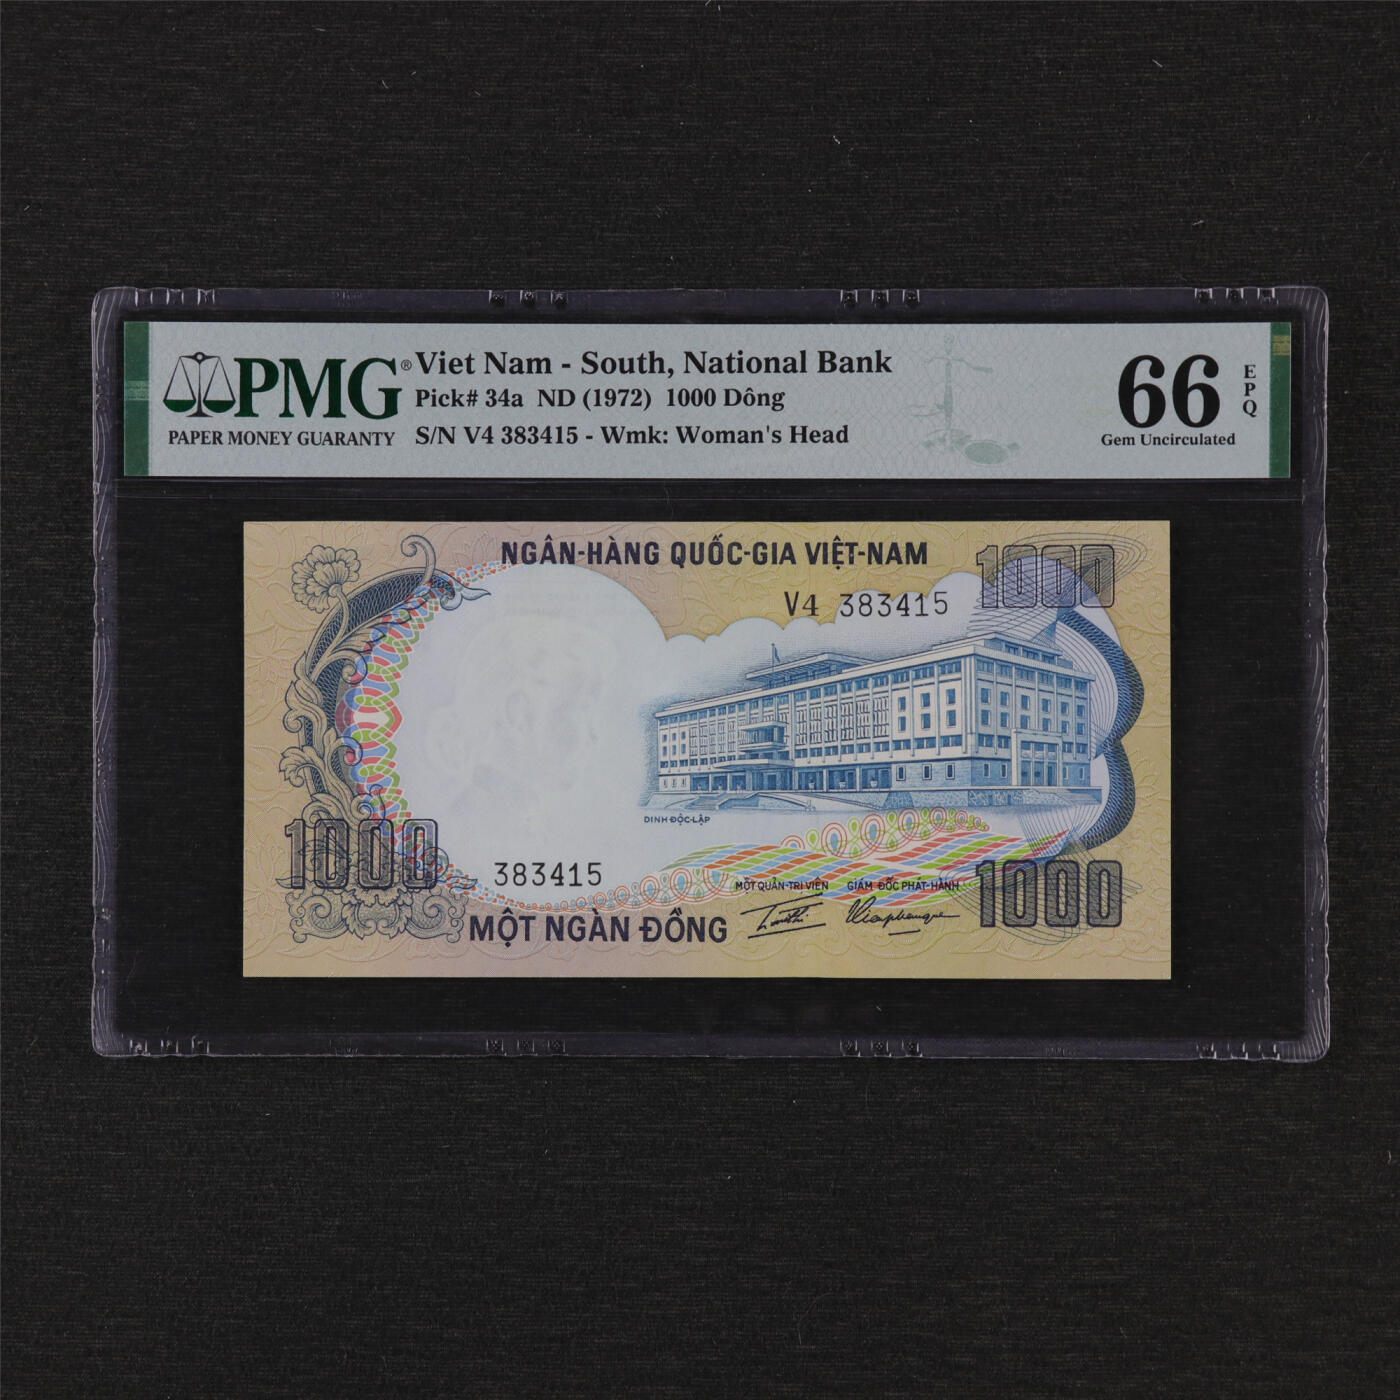 PMG®
PAPER MONEY GUARANTY
Viet Nam - South, National Bank
Pick# 34a ND (1972) 1000 Dông
S/N V4 383415 - Wmk: Woman's Head
66
EPQ
Gem Uncirculated
NGÂN-HÀNG QUỐC-GIA VIỆT-NAM
1000
V4 383415
DINH ĐỘC-LẬP
1000
383415
MỘT QUẢN-TRỊ VIÊN GIÁM ĐỐC PHÁT-HÀNH
1000
MỘT NGÀN ĐỒNG